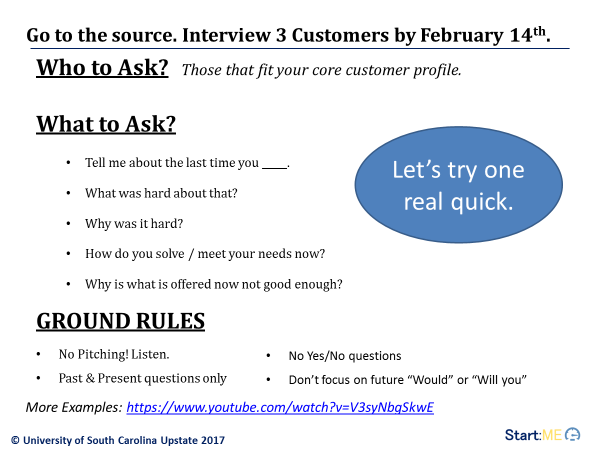 Go to the source. Interview 3 Customers by February 14th.
Who to Ask? Those that fit your core customer profile.
What to Ask?
• Tell me about the last time you ____.
• What was hard about that?
• Why was it hard?
• How do you solve / meet your needs now?
• Why is what is offered now not good enough?
Let’s try one
real quick.
GROUND RULES
• No Pitching! Listen.
• Past & Present questions only
• No Yes/No questions
• Don’t focus on future “Would” or “Will you”
More Examples: https://www.youtube.com/watch?v=V3syNbgSkwE
© University of South Carolina Upstate 2017
Start:ME